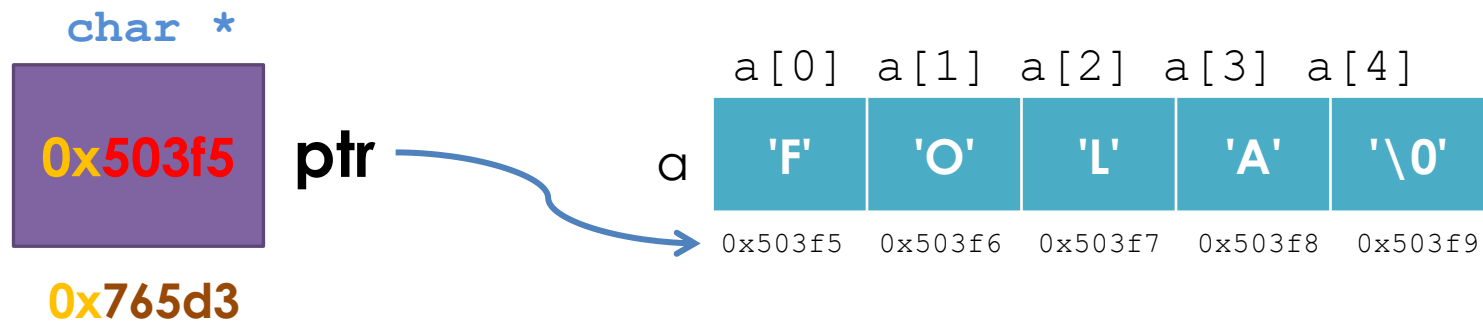 char *
0x503f5
ptr
0x765d3
a[0] a[1] a[2] a[3] a[4]
a
'F' 'O' 'L' 'A' '\0'
0x503f5 0x503f6 0x503f7 0x503f8 0x503f9